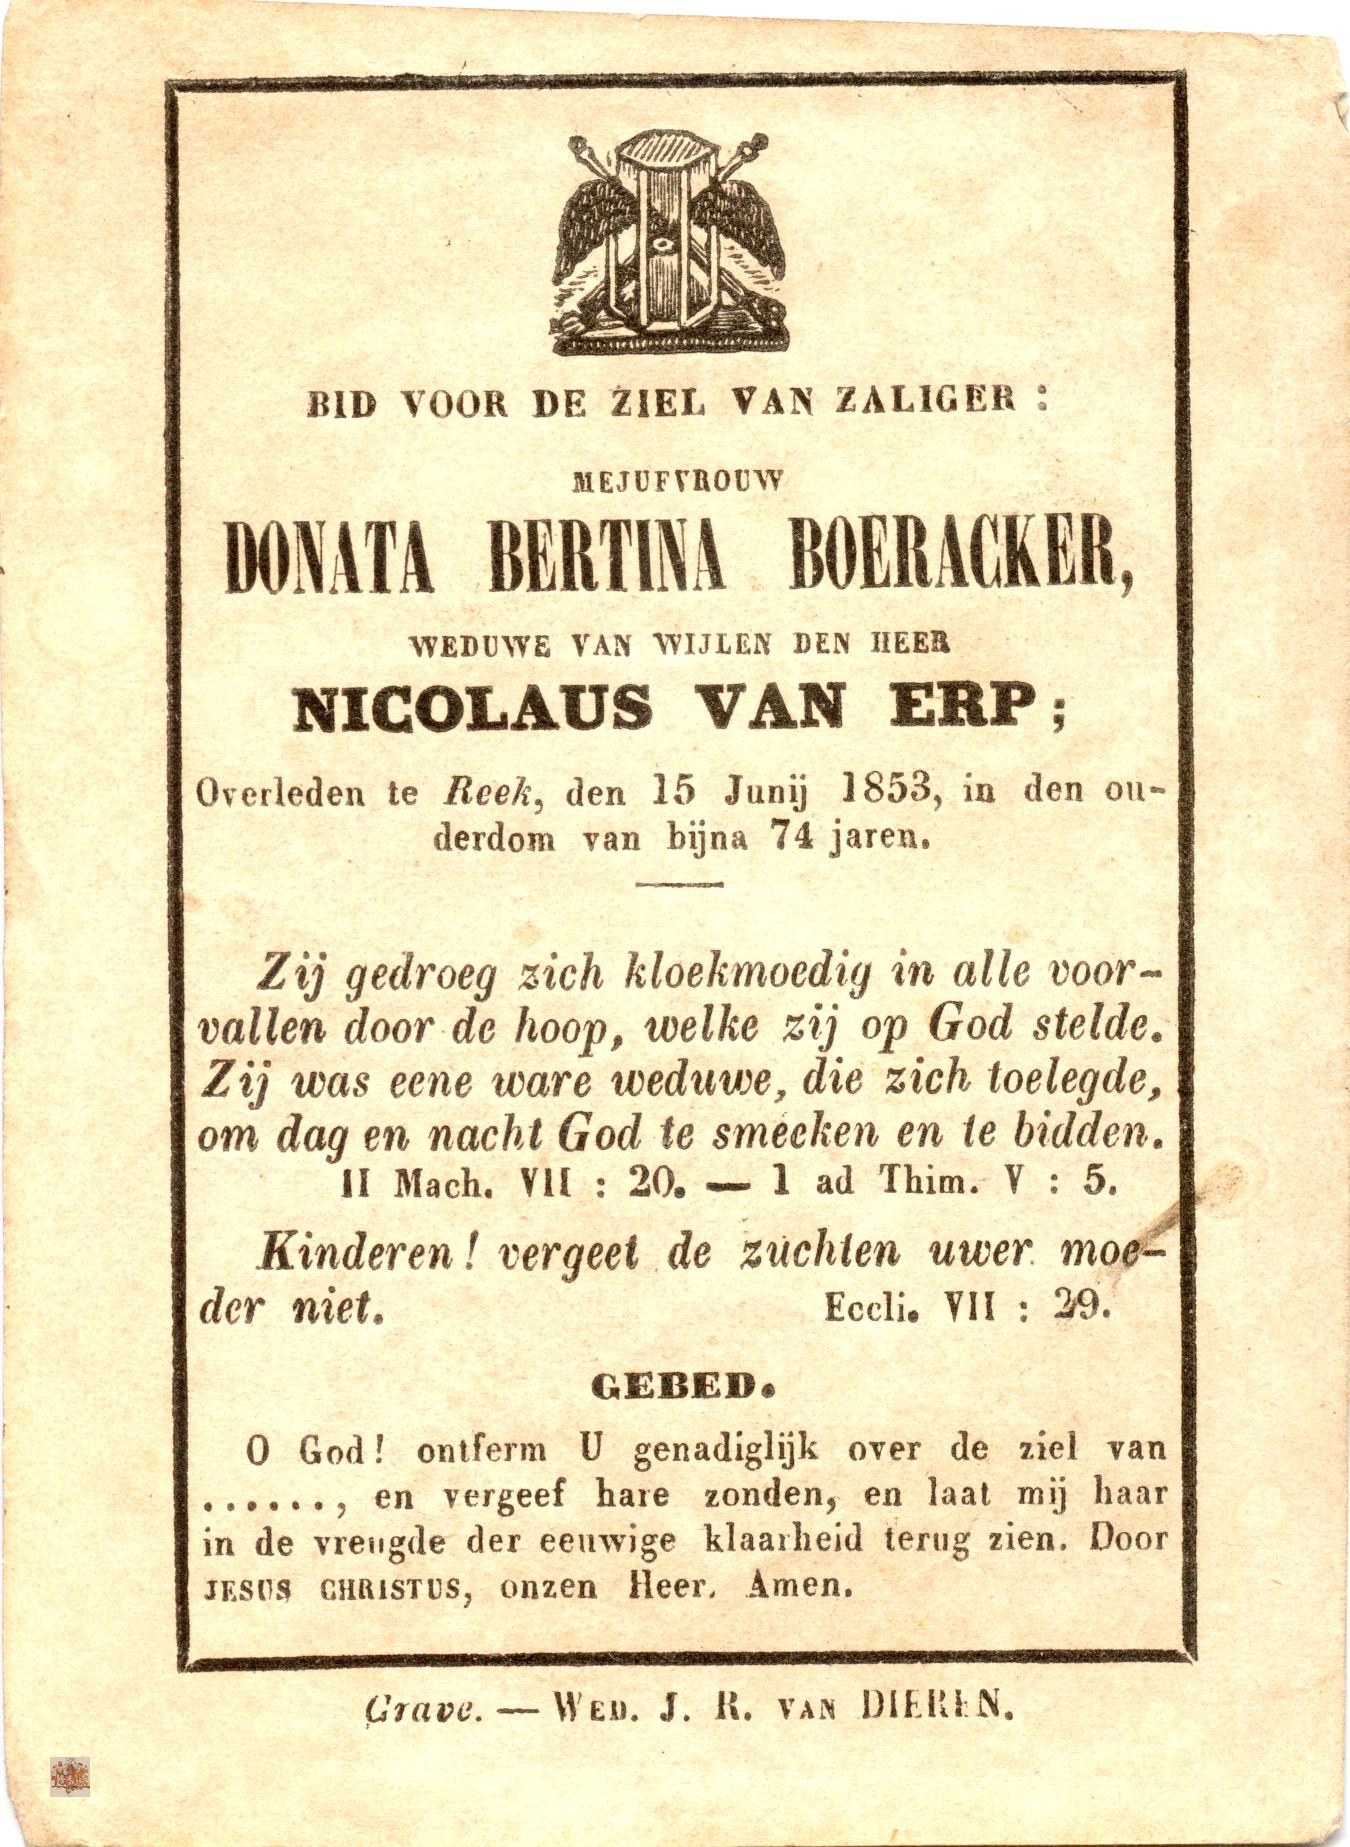 BID VOOR DE ZIEL VAN ZALIGER :
MEJUFVROUW
DONATA BERTINA BOERACKER,
WEDUWE VAN WIJLEN DEN HEER
NICOLAUS VAN ERP ;
Overleden te Reek, den 15 Junij 1853, in den ou-
derdom van bijna 74 jaren.
Zij gedroeg zich kloekmoedig in alle voor-
vallen door de hoop, welke zij op God stelde.
Zij was eene ware weduwe, die zich toelegde,
om dag en nacht God te smeeken en te bidden.
II Mach. VII : 20. — 1 ad Thim. V : 5.
Kinderen ! vergeet de zuchten uwer moe-
der niet. Eccli. VII : 29.
GEBED.
O God ! ontferm U genadiglijk over de ziel van
......, en vergeef hare zonden, en laat mij haar
in de vreugde der eeuwige klaarheid terug zien. Door
JESUS CHRISTUS, onzen Heer. Amen.
Grave. — WED. J. R. VAN DIEREN.